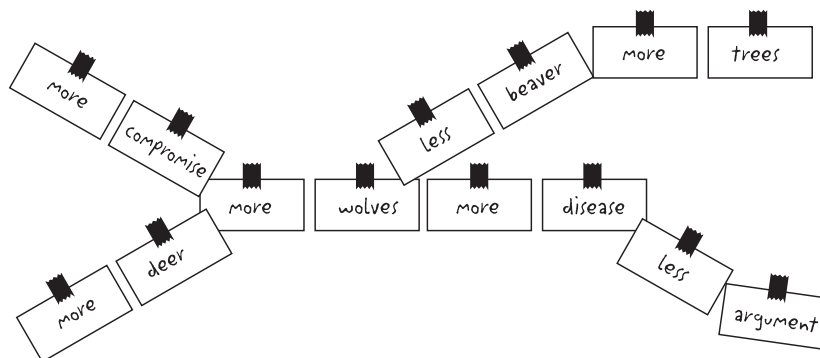 more trees
less beaver
more compromise
more wolves more disease
more deer
less argument